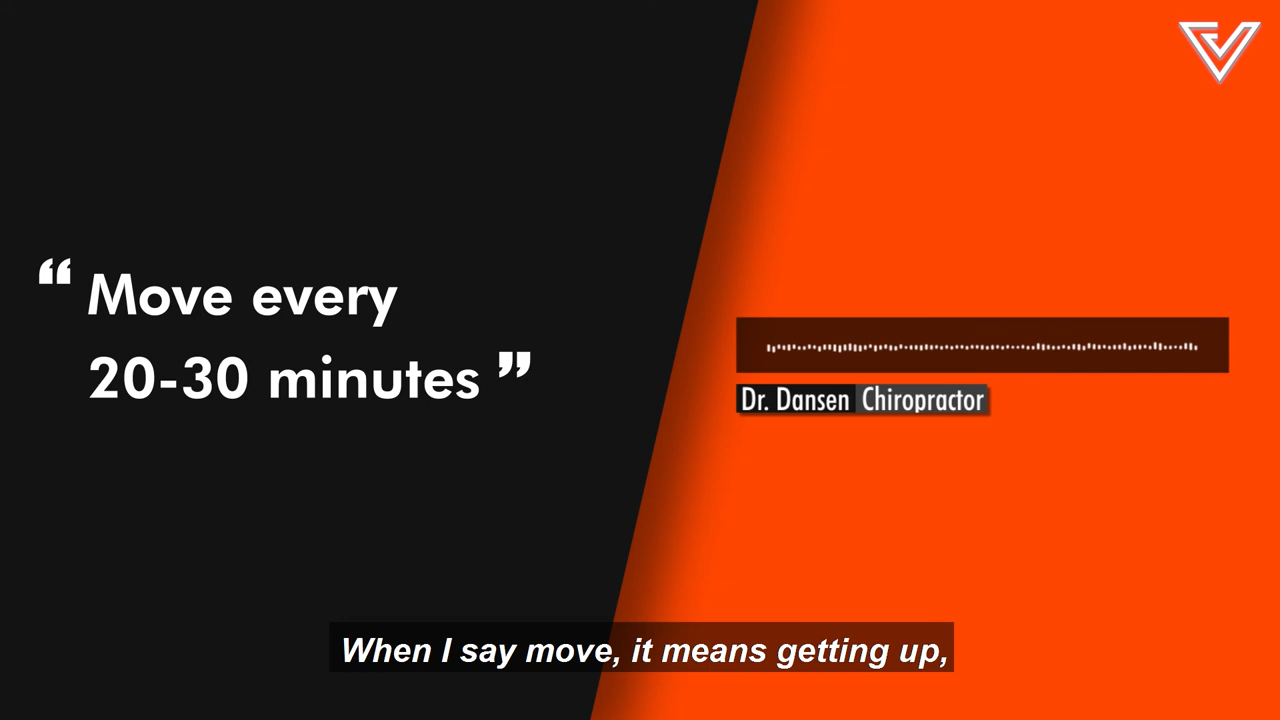 “ Move every
20-30 minutes ”
Dr. Dansen Chiropractor
When I say move, it means getting up,